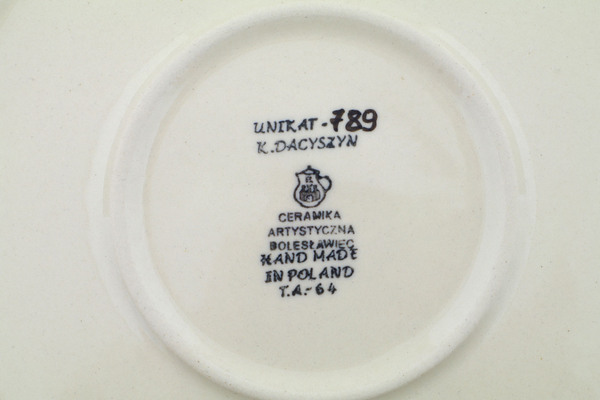 UNIKAT-789
K.DACYSZYN
CERAMIKA
ARTYSTYCZNA
BOLESŁAWIEC
HAND MADE
IN POLAND
T.A.-64